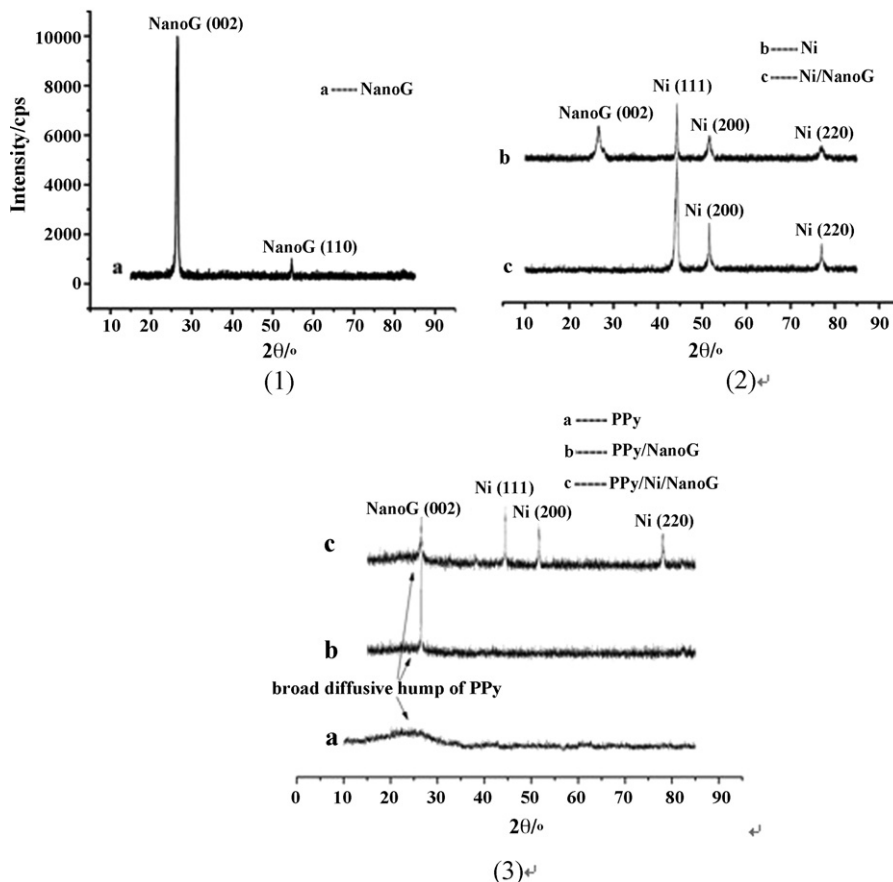 NanoG (002)
a NanoG
Intensity/cps
10000
8000
6000
4000
2000
0
NanoG (110)
a
10 20 30 40 50 60 70 80 90
2θ/o
(1)
b Ni
c Ni/NanoG
Ni (111)
NanoG (002)
Ni (200)
Ni (220)
b
Ni (200)
Ni (220)
c
10 20 30 40 50 60 70 80 90
2θ/o
(2)↵
a PPy
b PPy/NanoG
c PPy/Ni/NanoG
Ni (111)
NanoG (002)
Ni (200)
Ni (220)
c
b
broad diffusive hump of PPy
a
0 10 20 30 40 50 60 70 80 90
2θ/o
↵
(3)↵